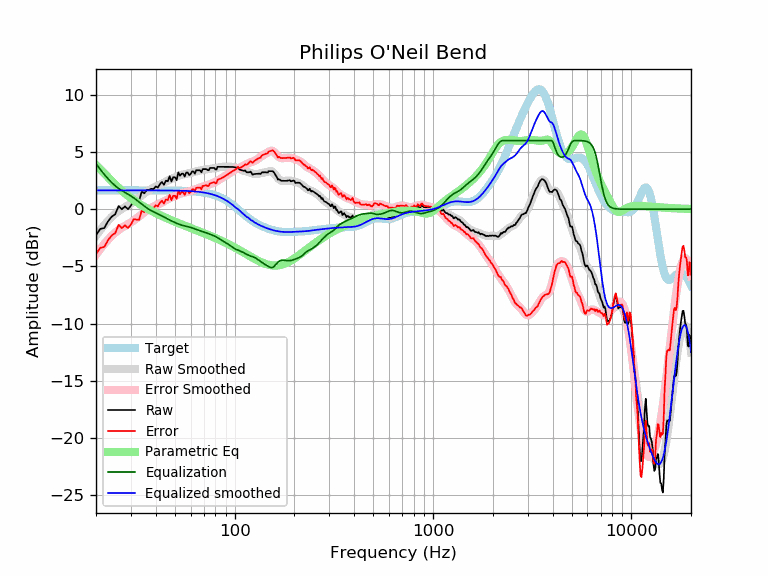 Philips O'Neil Bend
10
5
0
−5
−10
−15
−20
−25
Amplitude (dBr)
Target
Raw Smoothed
Error Smoothed
Raw
Error
Parametric Eq
Equalization
Equalized smoothed
100
1000
10000
Frequency (Hz)